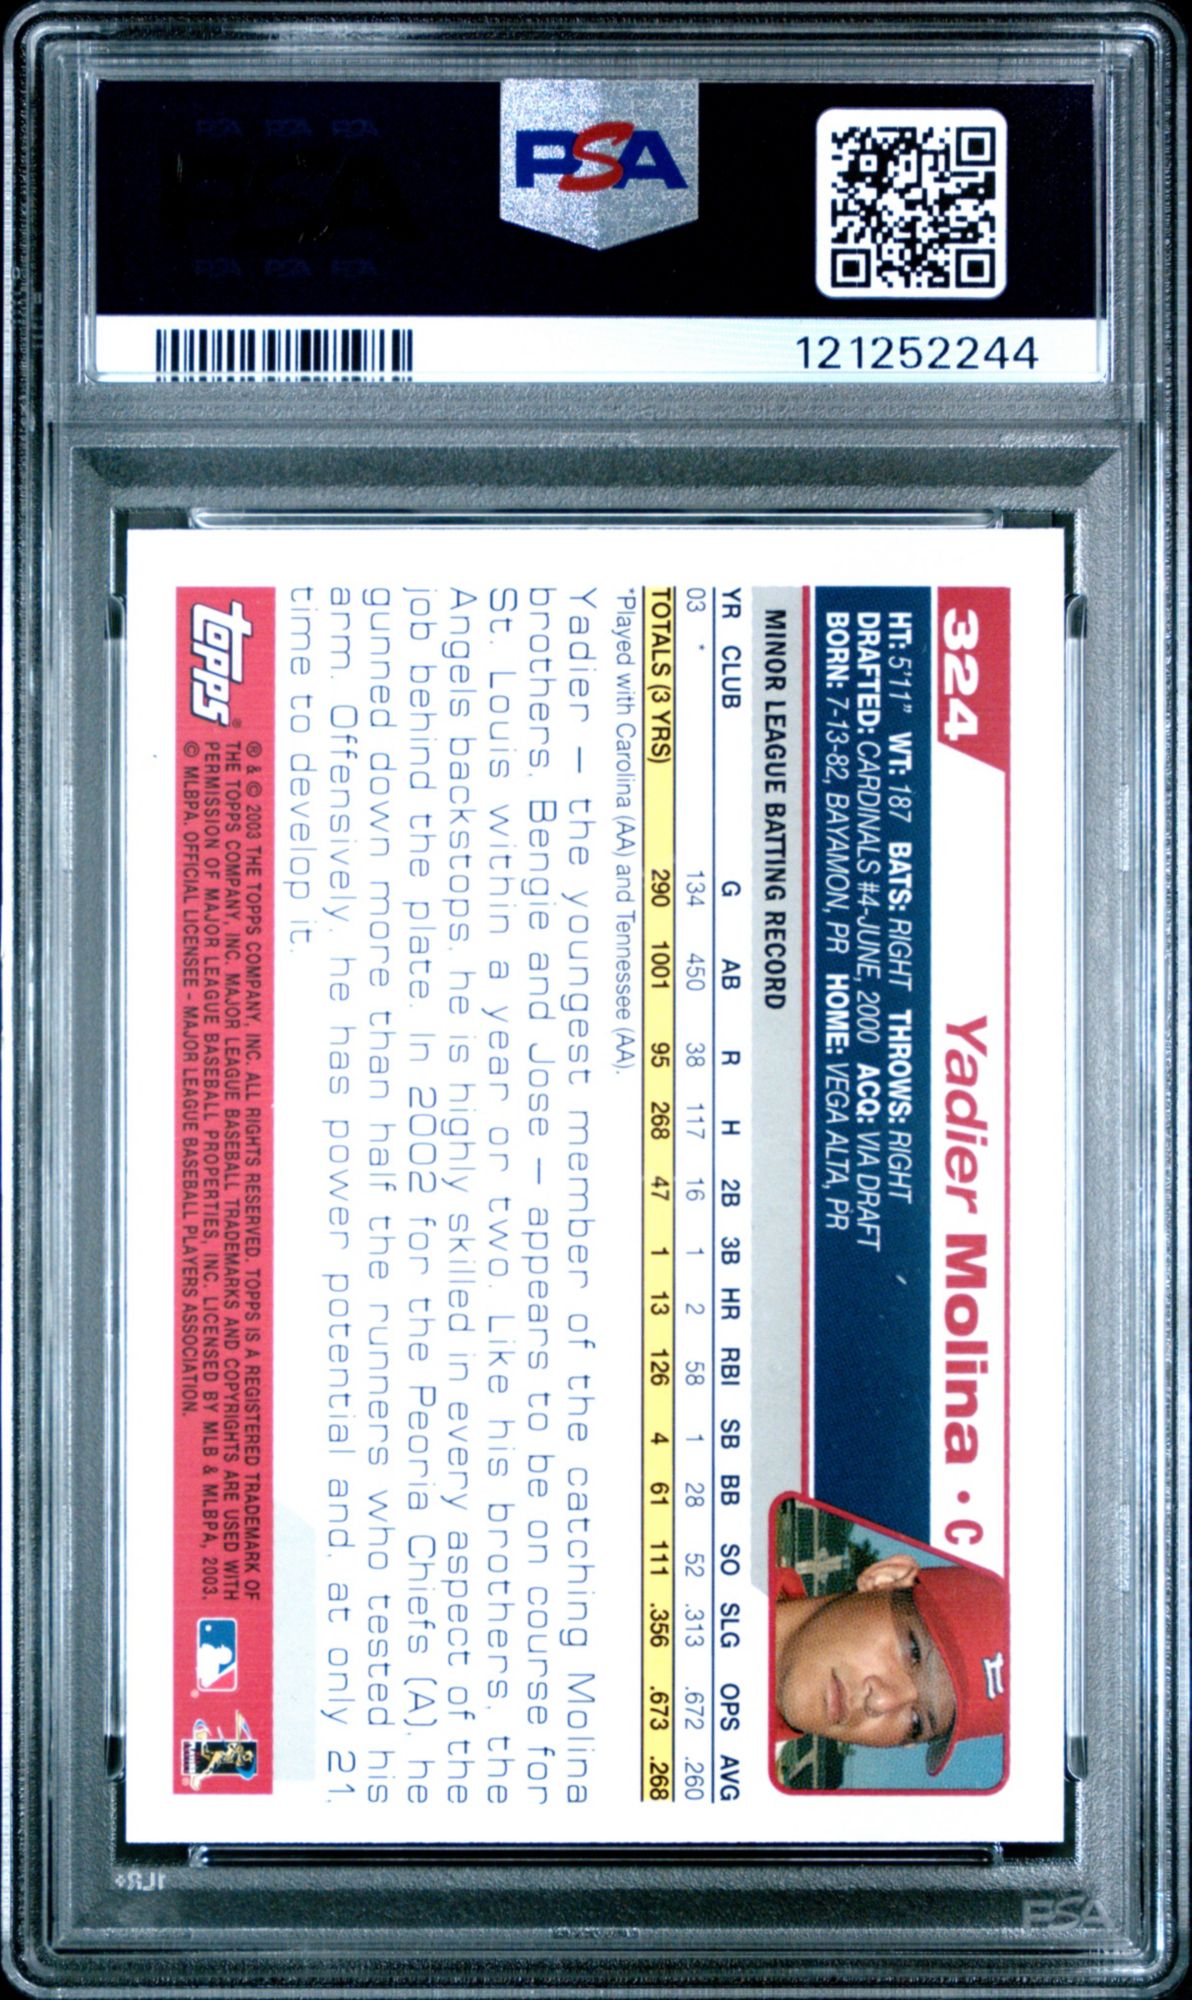 PSA PSA PSA
PSA
PSA PSA PSA
121252244
324
Yadier Molina • C
HT: 5'11" WT: 187 BATS: RIGHT THROWS: RIGHT
DRAFTED: CARDINALS #4-JUNE, 2000 ACQ: VIA DRAFT
BORN: 7-13-82, BAYAMON, PR HOME: VEGA ALTA, PR
MINOR LEAGUE BATTING RECORD
YR CLUB G AB R H 2B 3B HR RBI SB BB SO SLG OPS AVG
03 * 134 450 38 117 16 1 2 58 1 28 52 .313 .672 .260
TOTALS (3 YRS) 290 1001 95 268 47 1 13 126 4 61 111 .356 .673 .268
*Played with Carolina (AA) and Tennessee (AA).
Yadier – the youngest member of the catching Molina
brothers, Bengie and Jose – appears to be on course for
St. Louis within a year or two. Like his brothers, the
Angels backstops, he is highly skilled in every aspect of the
job behind the plate. In 2002 for the Peoria Chiefs (A), he
gunned down more than half the runners who tested his
arm. Offensively, he has power potential and, at only 21,
time to develop it.
topps®
® & © 2003 THE TOPPS COMPANY, INC. ALL RIGHTS RESERVED. TOPPS IS A REGISTERED TRADEMARK OF
THE TOPPS COMPANY, INC. MAJOR LEAGUE BASEBALL TRADEMARKS AND COPYRIGHTS ARE USED WITH
PERMISSION OF MAJOR LEAGUE BASEBALL PROPERTIES, INC. LICENSED BY MLB & MLBPA, 2003.
© MLBPA. OFFICIAL LICENSEE - MAJOR LEAGUE BASEBALL PLAYERS ASSOCIATION.
PSA